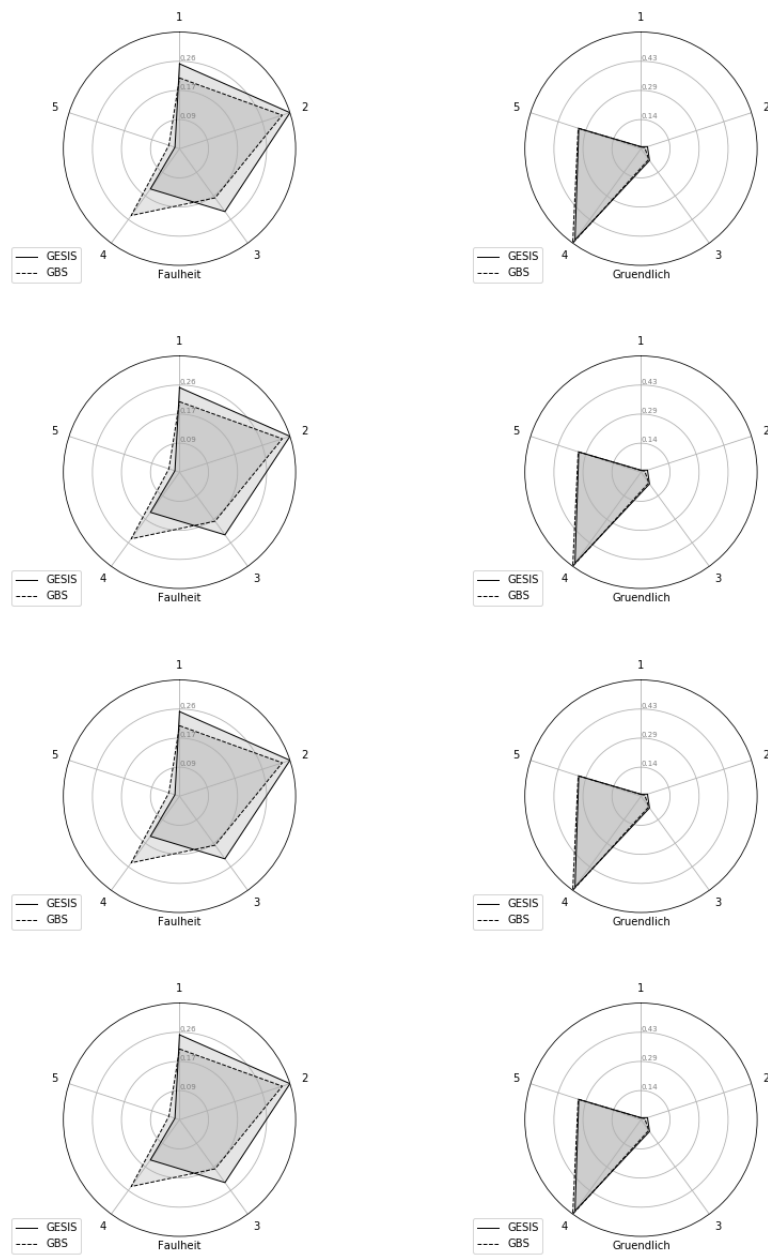 1
1
0.26
0.43
5
2
5
2
0.17
0.29
0.09
0.14
4
3
4
3
GESIS
GBS
Faulheit
GESIS
GBS
Gruendlich
1
1
0.26
0.43
5
2
5
2
0.17
0.29
0.09
0.14
4
3
4
3
GESIS
GBS
Faulheit
GESIS
GBS
Gruendlich
1
1
0.26
0.43
5
2
5
2
0.17
0.29
0.09
0.14
4
3
4
3
GESIS
GBS
Faulheit
GESIS
GBS
Gruendlich
1
1
0.26
0.43
5
2
5
2
0.17
0.29
0.09
0.14
4
3
4
3
GESIS
GBS
Faulheit
GESIS
GBS
Gruendlich